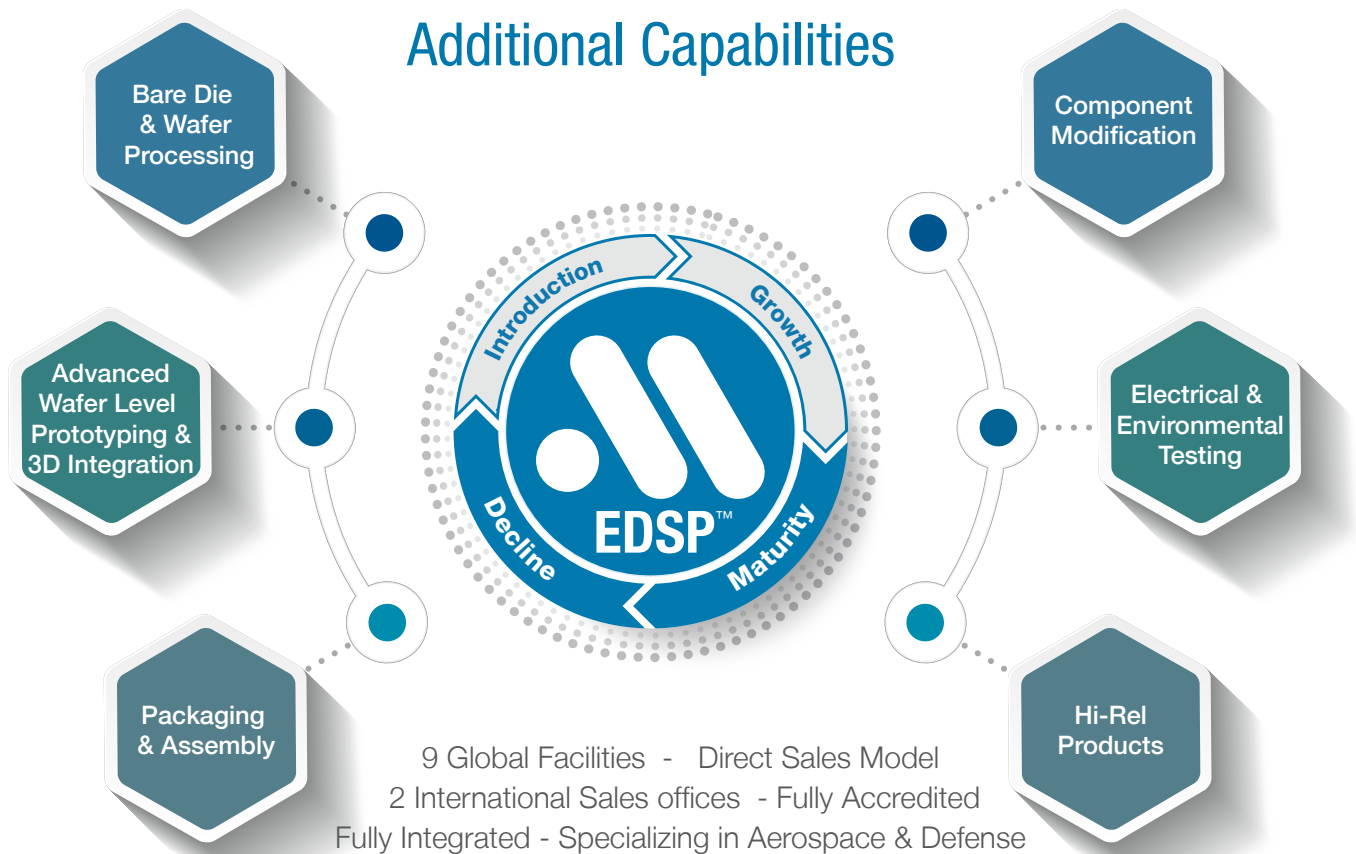 Additional Capabilities
Bare Die
& Wafer
Processing
Component
Modification
Advanced
Wafer Level
Prototyping &
3D Integration
Introduction
Growth
Decline
Maturity
EDSP™
Electrical &
Environmental
Testing
Packaging
& Assembly
Hi-Rel
Products
9 Global Facilities - Direct Sales Model
2 International Sales offices - Fully Accredited
Fully Integrated - Specializing in Aerospace & Defense